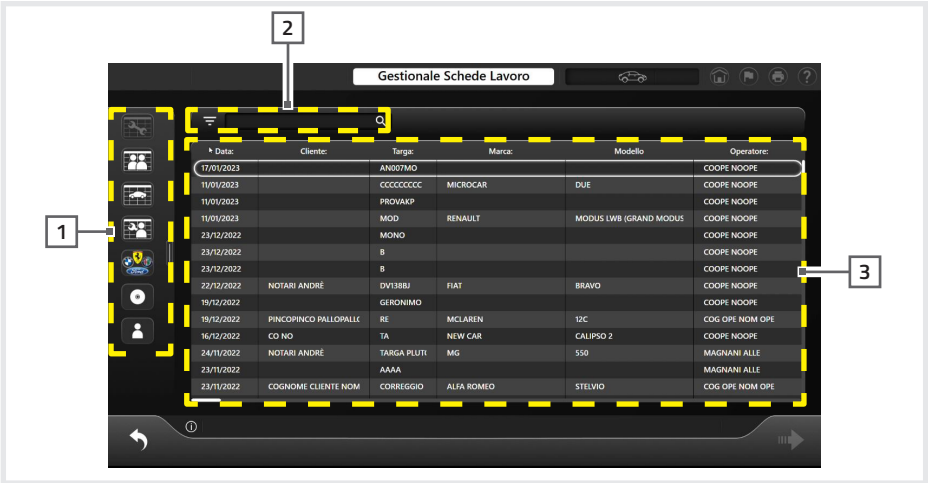 2
Gestionale Schede Lavoro
?
Data: Cliente: Targa: Marca: Modello Operatore:
17/01/2023 AN007MO COOPE NOOPE
11/01/2023 CCCCCCCCC MICROCAR DUE COOPE NOOPE
11/01/2023 PROVAKP COOPE NOOPE
11/01/2023 MOD RENAULT MODUS LWB (GRAND MODUS COOPE NOOPE
23/12/2022 MONO COOPE NOOPE
23/12/2022 B COOPE NOOPE
23/12/2022 B COOPE NOOPE
22/12/2022 NOTARI ANDRÈ DV138BJ FIAT BRAVO COOPE NOOPE
19/12/2022 GERONIMO COOPE NOOPE
19/12/2022 PINCOPINCO PALLOPALLC RE MCLAREN 12C COG OPE NOM OPE
16/12/2022 CO NO TA NEW CAR CALIPSO 2 COOPE NOOPE
24/11/2022 NOTARI ANDRÈ TARGA PLUT( MG 550 MAGNANI ALLE
23/11/2022 AAAA MAGNANI ALLE
23/11/2022 COGNOME CLIENTE NOM CORREGGIO ALFA ROMEO STELVIO COG OPE NOM OPE
1
3
Ford